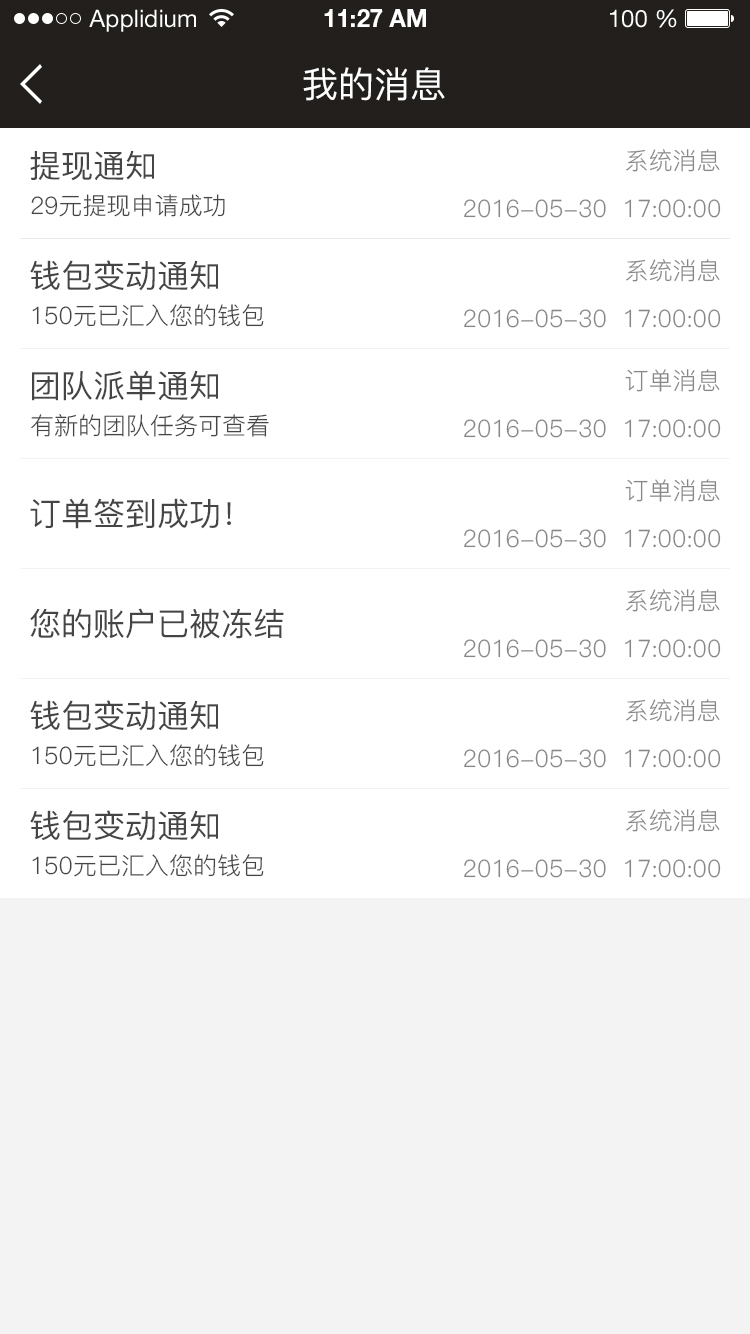 Applidium 11:27 AM 100 %
我的消息
提现通知 系统消息
29元提现申请成功 2016-05-30 17:00:00
钱包变动通知 系统消息
150元已汇入您的钱包 2016-05-30 17:00:00
团队派单通知 订单消息
有新的团队任务可查看 2016-05-30 17:00:00
订单消息
订单签到成功!
2016-05-30 17:00:00
系统消息
您的账户已被冻结
2016-05-30 17:00:00
钱包变动通知 系统消息
150元已汇入您的钱包 2016-05-30 17:00:00
钱包变动通知 系统消息
150元已汇入您的钱包 2016-05-30 17:00:00